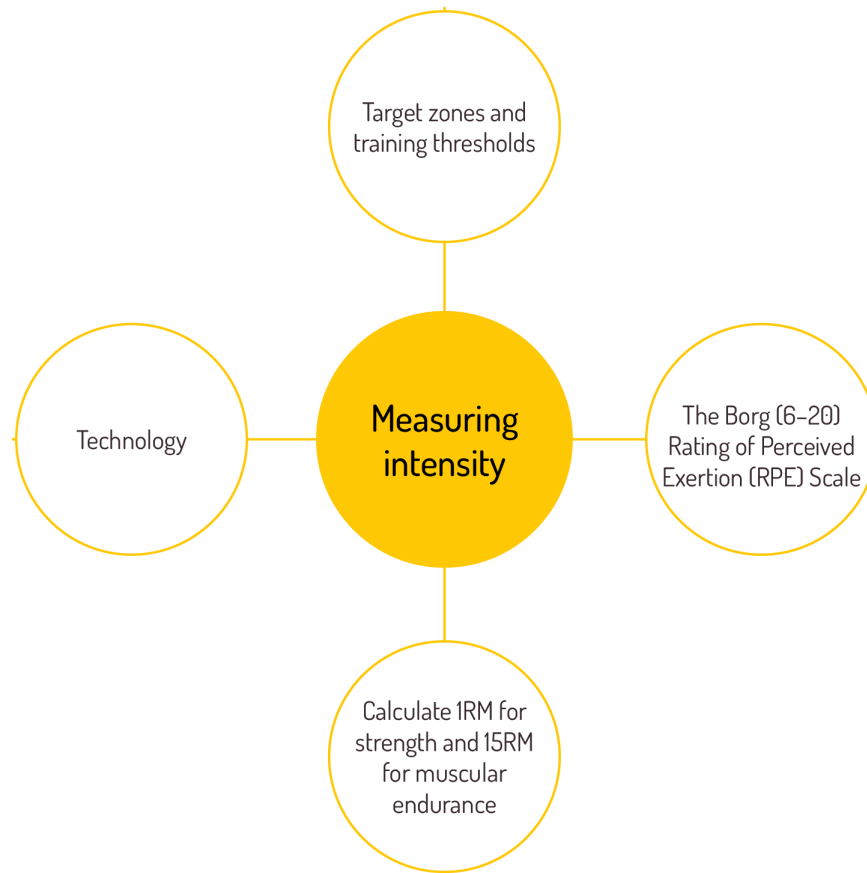 Target zones and
training thresholds
Technology
Measuring
intensity
The Borg (6–20)
Rating of Perceived
Exertion (RPE) Scale
Calculate 1RM for
strength and 15RM
for muscular
endurance